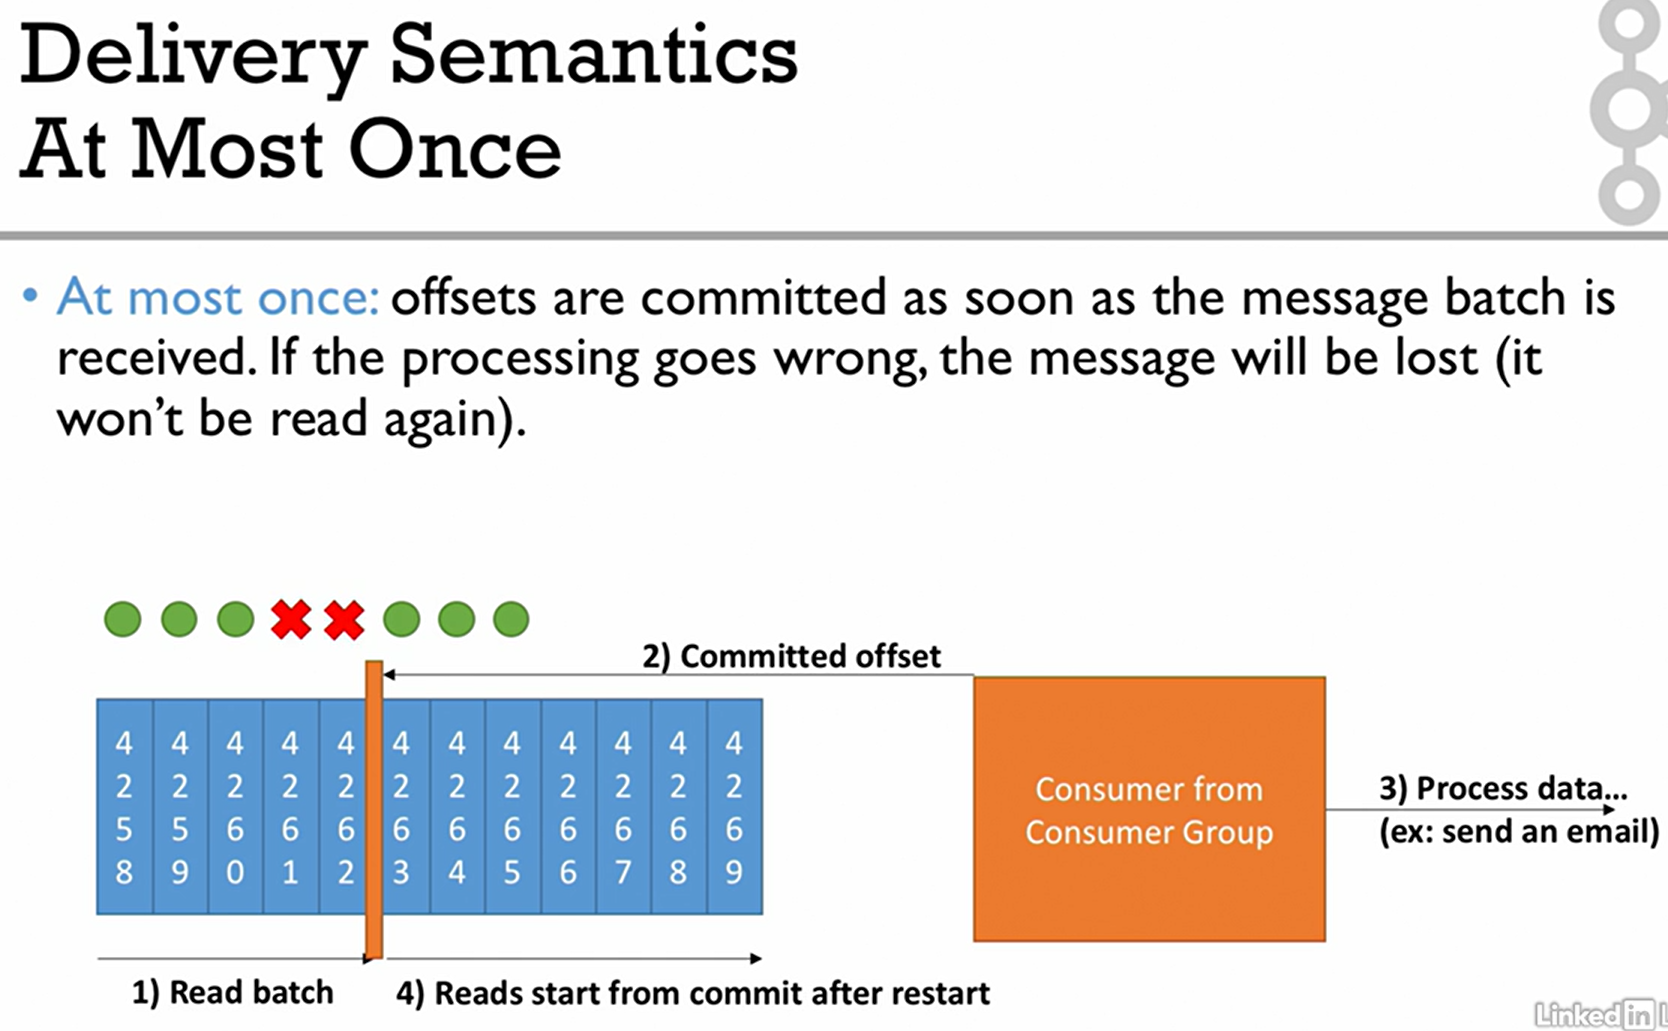 Delivery Semantics
At Most Once
• At most once: offsets are committed as soon as the message batch is
received. If the processing goes wrong, the message will be lost (it
won't be read again).
2) Committed offset
4258 4259 4260 4261 4262 4263 4264 4265 4266 4267 4268 4269
Consumer from
Consumer Group
3) Process data...
(ex: send an email)
1) Read batch
4) Reads start from commit after restart
Linked in L